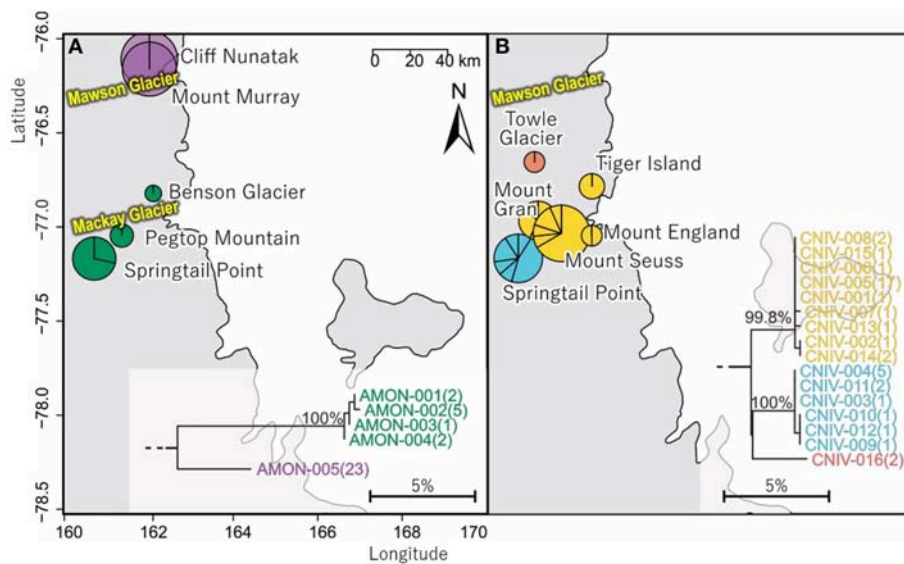 −76.0
−76.5
−77.0
−77.5
−78.0
−78.5
Latitude
A
Cliff Nunatak
Mawson Glacier
Mount Murray
0 20 40 km
N
Benson Glacier
Mackay Glacier
Pegtop Mountain
Springtail Point
100%
AMON-001(2)
AMON-002(5)
AMON-003(1)
AMON-004(2)
AMON-005(23)
5%
160 162 164 166 168 170
Longitude
B
Mawson Glacier
Towle
Glacier
Tiger Island
Mount
Gran
Mount England
Mount Seuss
Springtail Point
99.8%
CNIV-008(2)
CNIV-015(1)
CNIV-006(1)
CNIV-005(17)
CNIV-001(1)
CNIV-007(1)
CNIV-013(1)
CNIV-002(1)
CNIV-014(2)
100%
CNIV-004(5)
CNIV-011(2)
CNIV-003(1)
CNIV-010(1)
CNIV-012(1)
CNIV-009(1)
CNIV-016(2)
5%